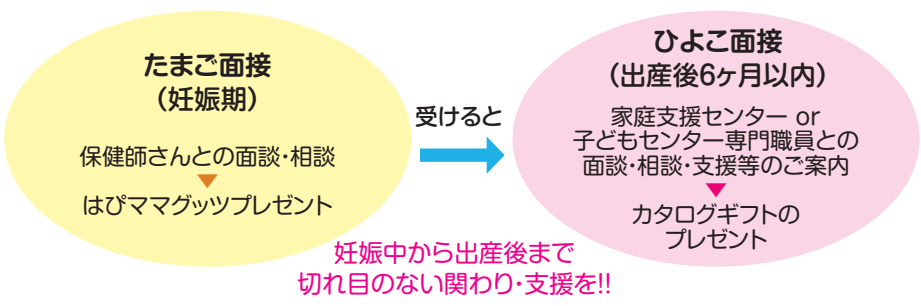 たまご面接
（妊娠期）
保健師さんとの面談・相談
はぴママグッツプレゼント
受けると
ひよこ面接
（出産後6ヶ月以内）
家庭支援センター or
子どもセンター専門職員との
面談・相談・支援等のご案内
カタログギフトの
プレゼント
妊娠中から出産後まで
切れ目のない関わり・支援を!!